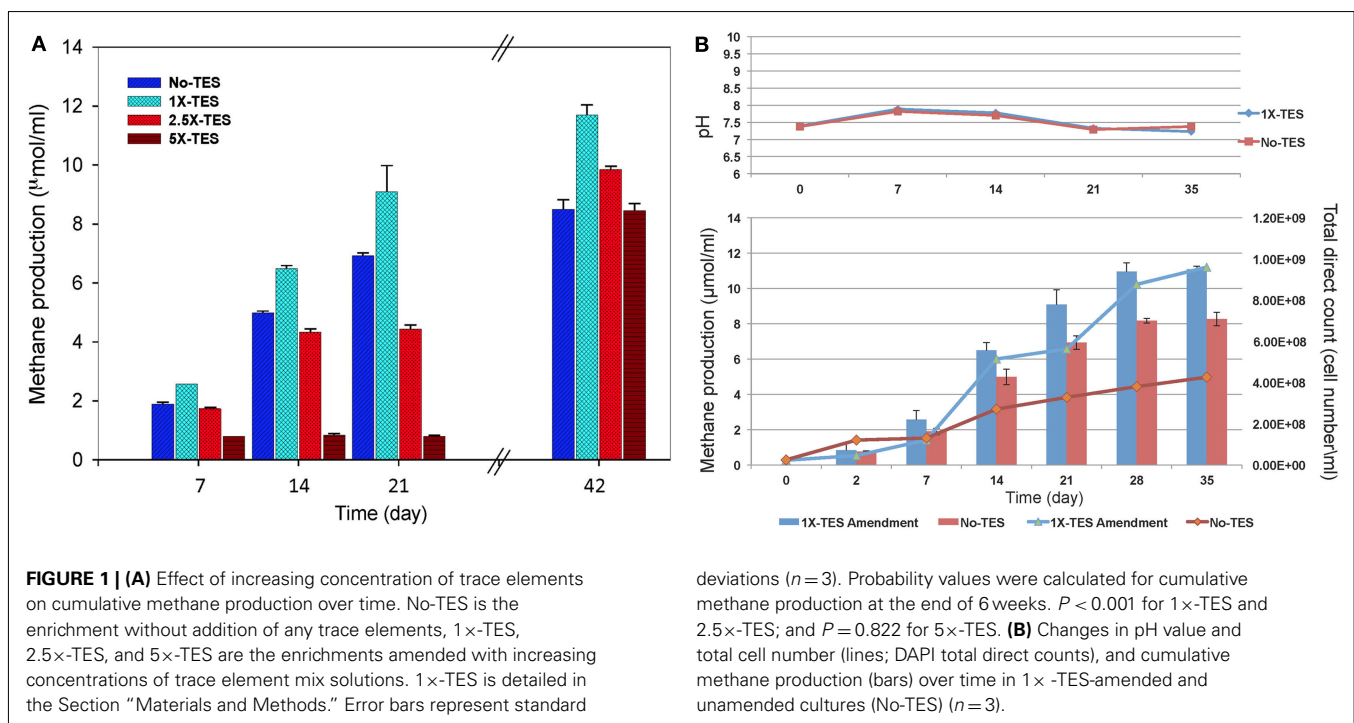 A
14
12
10
8
6
4
2
0
Methane production (µmol/ml)
No-TES
1X-TES
2.5X-TES
5X-TES
7 14 21 42
Time (day)
B
10
9.5
9
8.5
8
7.5
7
6.5
6
pH
0 7 14 21 35
1X-TES
No-TES
14
12
10
8
6
4
2
0
Methane production (µmol/ml)
1.20E+09
1.00E+09
8.00E+08
6.00E+08
4.00E+08
2.00E+08
0.00E+00
Total direct count (cell number\ml)
0 2 7 14 21 28 35
Time (day)
1X-TES Amendment No-TES 1X-TES Amendment No-TES
FIGURE 1 | (A) Effect of increasing concentration of trace elements
on cumulative methane production over time. No-TES is the
enrichment without addition of any trace elements, 1×-TES,
2.5×-TES, and 5×-TES are the enrichments amended with increasing
concentrations of trace element mix solutions. 1×-TES is detailed in
the Section “Materials and Methods.” Error bars represent standard
deviations (n = 3). Probability values were calculated for cumulative
methane production at the end of 6 weeks. P < 0.001 for 1×-TES and
2.5×-TES; and P = 0.822 for 5×-TES. (B) Changes in pH value and
total cell number (lines; DAPI total direct counts), and cumulative
methane production (bars) over time in 1× -TES-amended and
unamended cultures (No-TES) (n = 3).